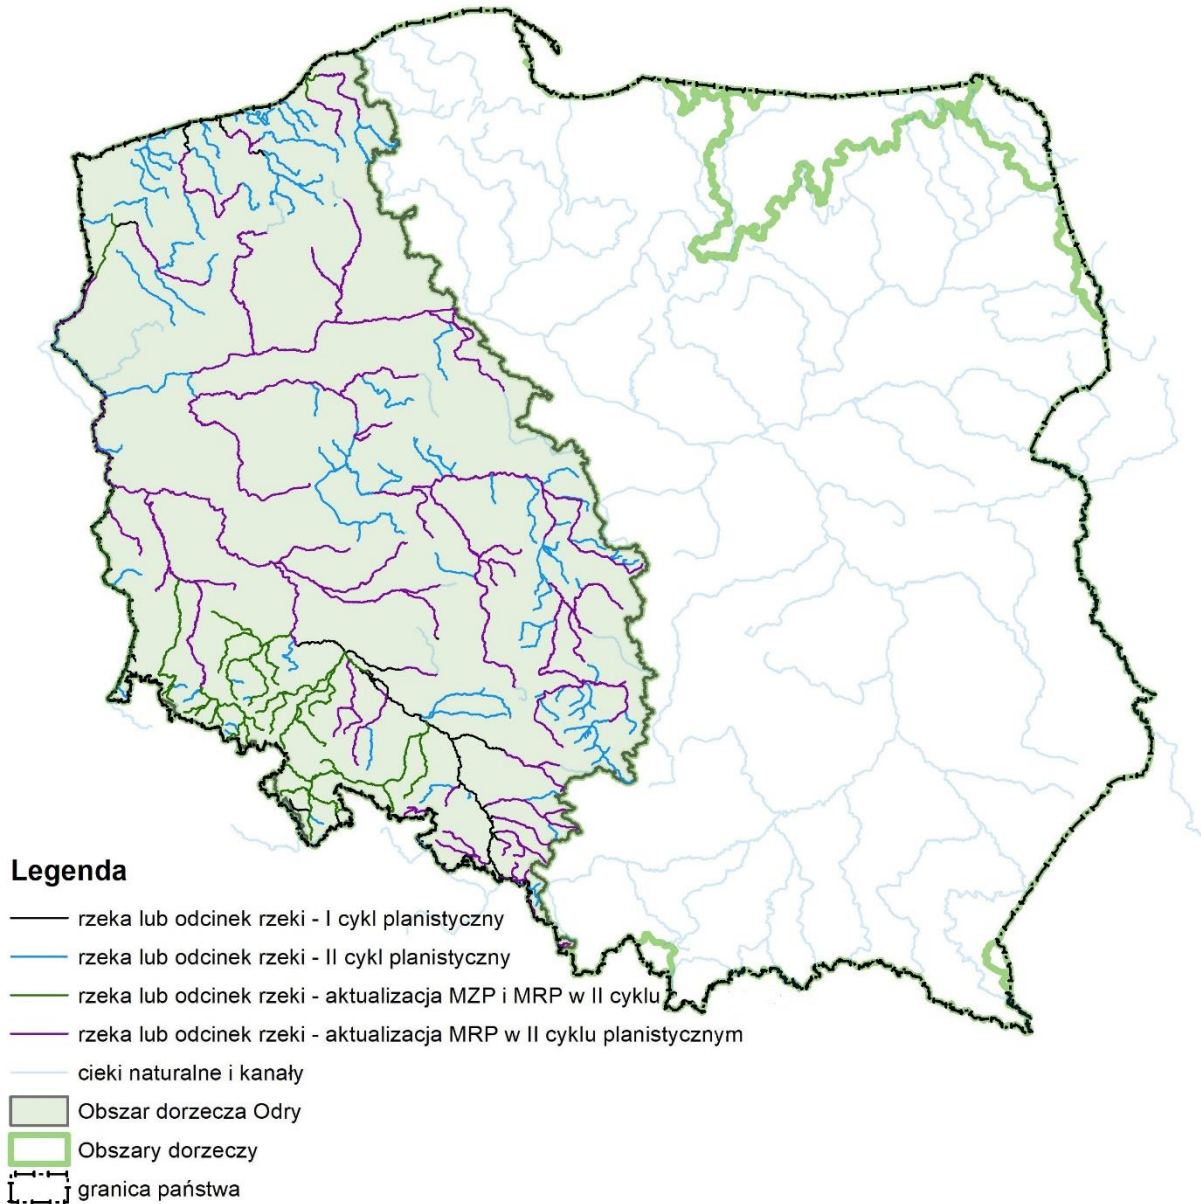 Legenda
rzeka lub odcinek rzeki - I cykl planistyczny
rzeka lub odcinek rzeki - II cykl planistyczny
rzeka lub odcinek rzeki - aktualizacja MZP i MRP w II cyklu
rzeka lub odcinek rzeki - aktualizacja MRP w II cyklu planistycznym
cieki naturalne i kanały
Obszar dorzecza Odry
Obszary dorzeczy
granica państwa